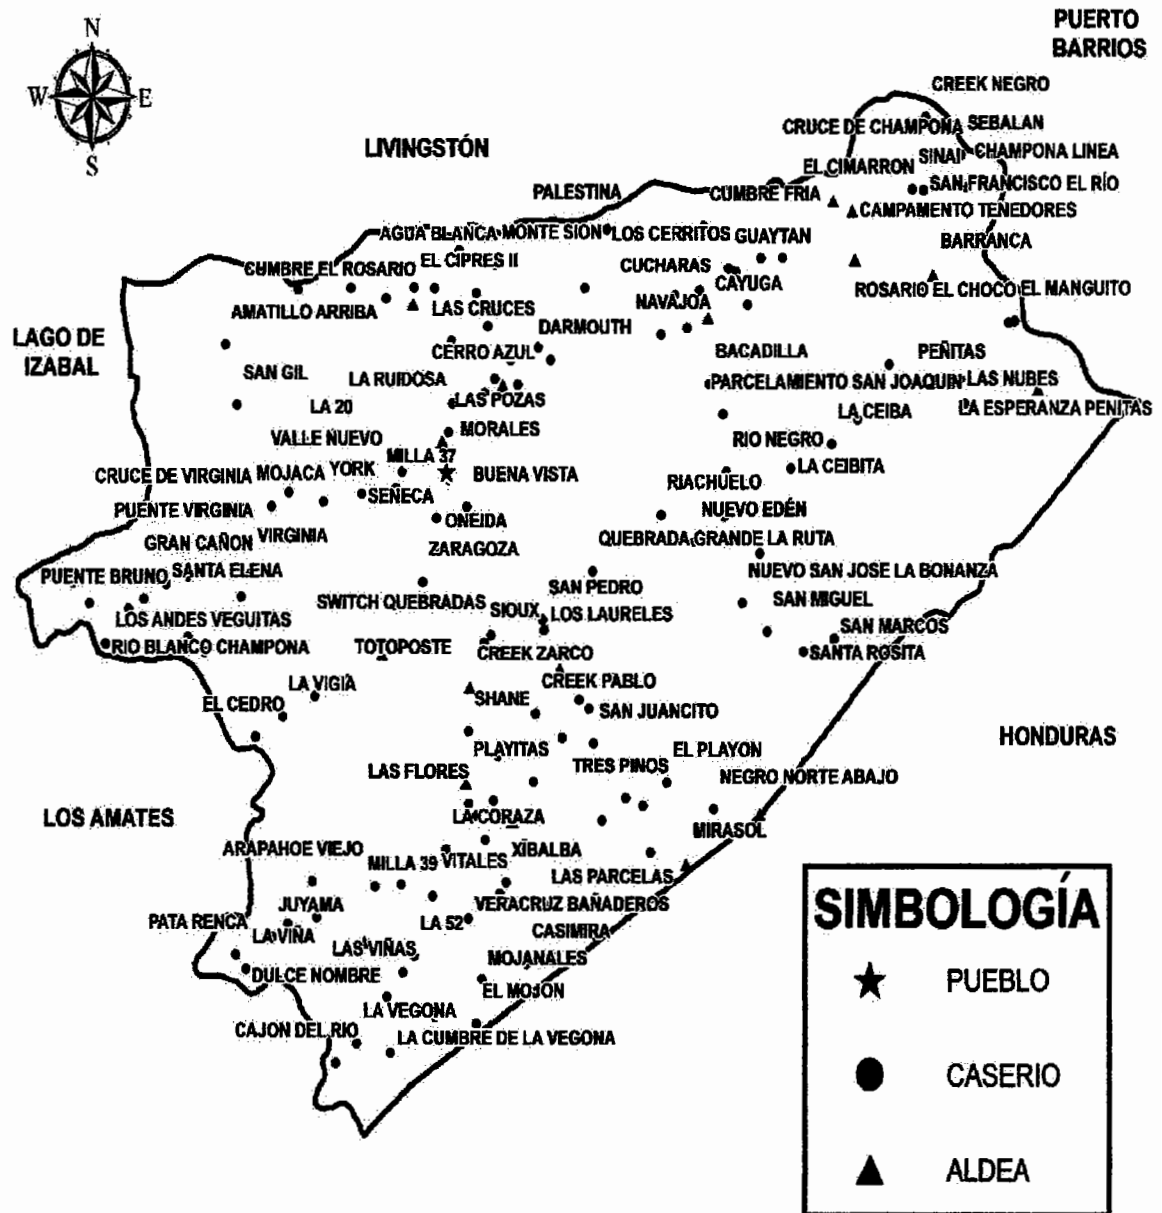 PUERTO
BARRIOS
N
W E
S
CREEK NEGRO
CRUCE DE CHAMPOÑA SEBALAN
LIVINGSTÓN
EL CIMARRON SINAI CHAMPONA LINEA
PALESTINA CUMBRE FRIA SAN FRANCISCO EL RÍO
CAMPAMENTO TENEDORES
AGUA BLANCA MONTE SION LOS CERRITOS GUAYTAN BARRANCA
CUMBRE EL ROSARIO EL CIPRES II CUCHARAS CAYUGA
ROSARIO EL CHOCO EL MANGUITO
AMATILLO ARRIBA LAS CRUCES NAVAJOA
LAGO DE
IZABAL
DARMOUTH
CERRO AZUL BACADILLA PEÑITAS
SAN GIL LA RUIDOSA PARCELAMIENTO SAN JOAQUIN LAS NUBES
LA 20 LAS POZAS LA CEIBA LA ESPERANZA PENITAS
VALLE NUEVO MORALES RIO NEGRO
CRUCE DE VIRGINIA MOJACA YORK MILLA 37 BUENA VISTA LA CEIBITA
SEÑECA RIACHUELO
PUENTE VIRGINIA ONEIDA NUEVO EDÉN
GRAN CAÑON VIRGINIA ZARAGOZA QUEBRADA GRANDE LA RUTA
PUENTE BRUNO SANTA ELENA SAN PEDRO NUEVO SAN JOSE LA BONANZA
SWITCH QUEBRADAS SIOUX LOS LAURELES SAN MIGUEL
LOS ANDES VEGUITAS SAN MARCOS
RIO BLANCO CHAMPONA TOTOPOSTE CREEK ZARCO SANTA ROSITA
LA VIGIA CREEK PABLO
EL CEDRO SHANE SAN JUANCITO
HONDURAS
PLAYITAS EL PLAYON
LAS FLORES TRES PINOS NEGRO NORTE ABAJO
LOS AMATES LA CORAZA MIRASOL
ARAPAHOE VIEJO MILLA 39 VITALES XIBALBA
LAS PARCELAS
JUYAMA VERACRUZ BAÑADEROS
PATA RENCA LA VIÑA LA 52 CASIMIRA
LAS VIÑAS MOJANALES
DULCE NOMBRE EL MOJON
LA VEGONA
CAJON DEL RIO LA CUMBRE DE LA VEGONA
SIMBOLOGÍA
PUEBLO
CASERIO
ALDEA